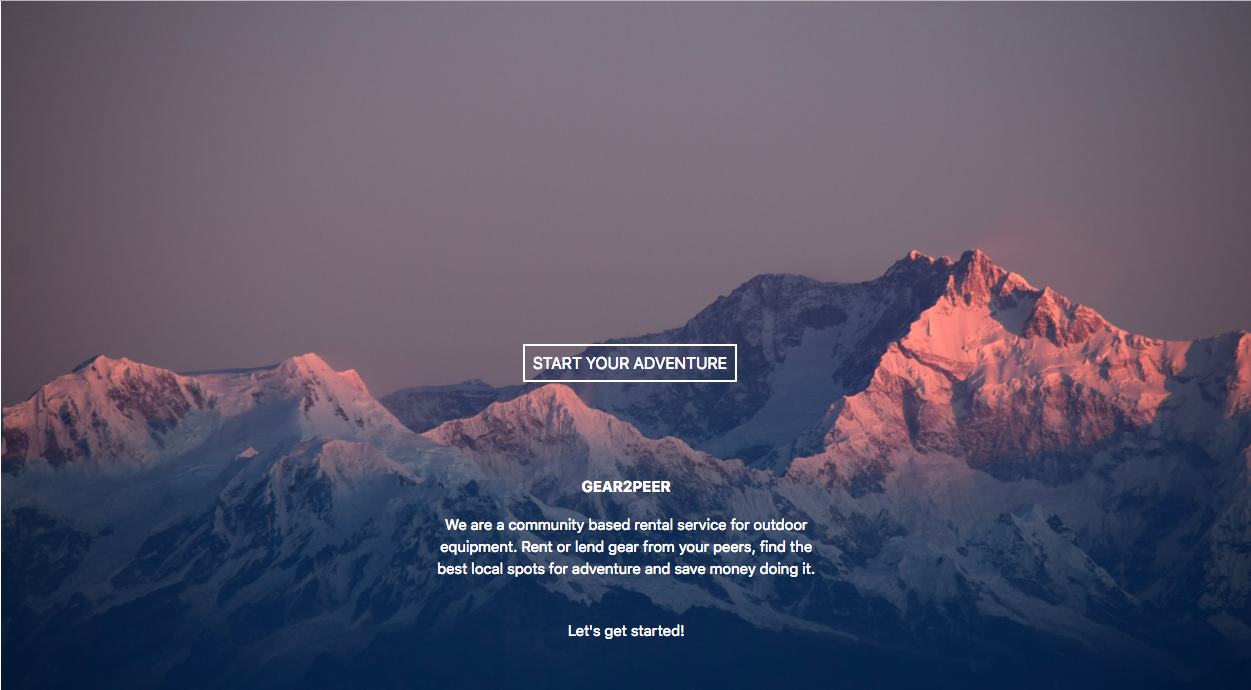 START YOUR ADVENTURE
GEAR2PEER
We are a community based rental service for outdoor
equipment. Rent or lend gear from your peers, find the
best local spots for adventure and save money doing it.
Let's get started!